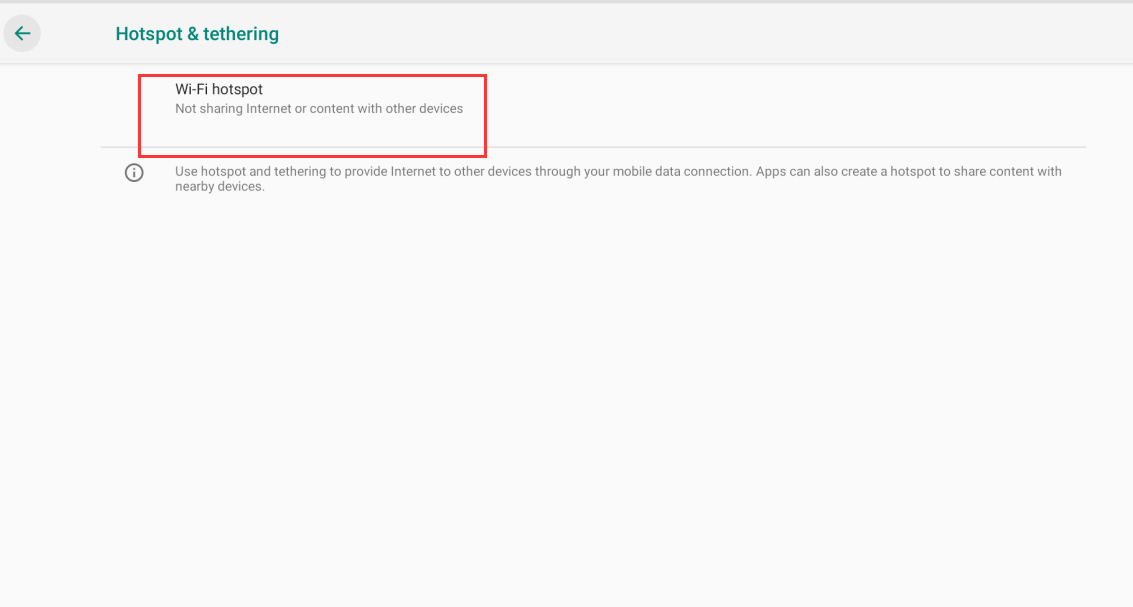 Hotspot & tethering
Wi-Fi hotspot
Not sharing Internet or content with other devices
Use hotspot and tethering to provide Internet to other devices through your mobile data connection. Apps can also create a hotspot to share content with
nearby devices.